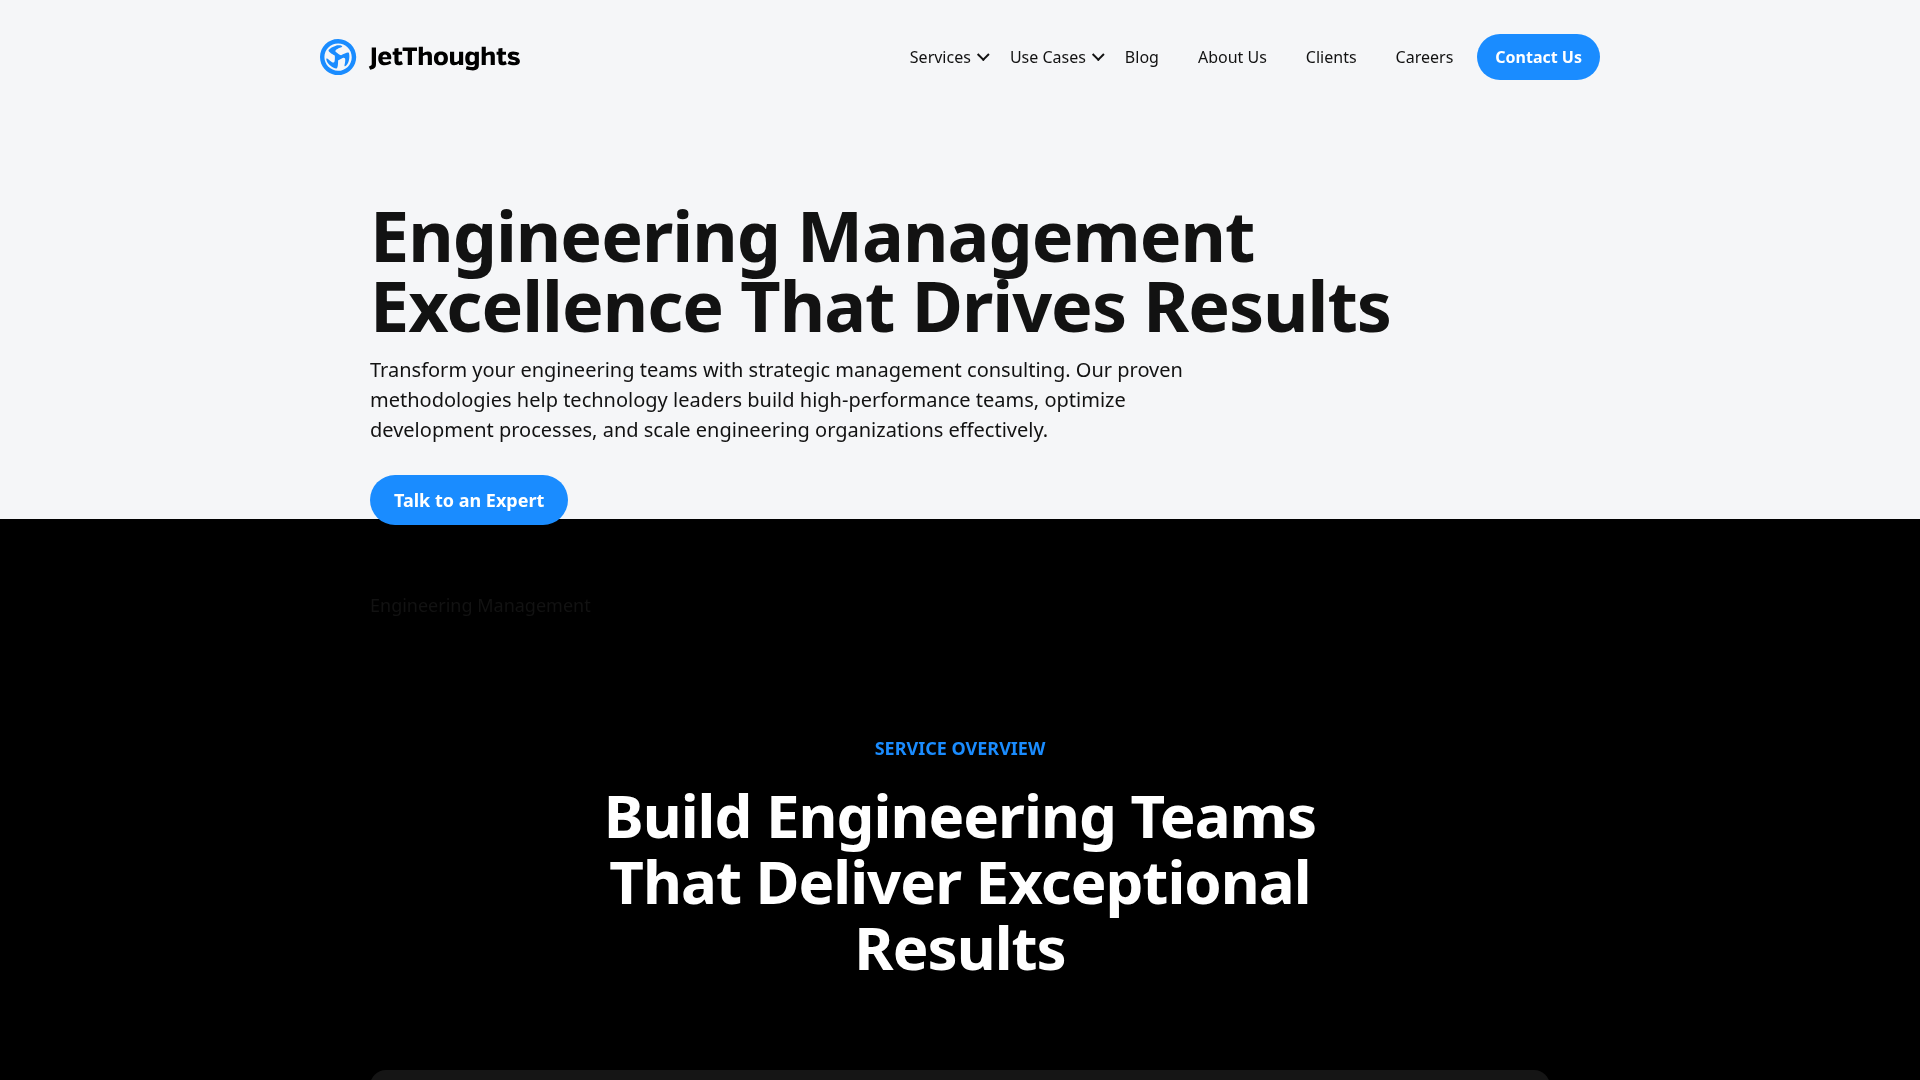 JetThoughts
Services
Use Cases
Blog
About Us
Clients
Careers
Contact Us
Engineering Management
Excellence That Drives Results
Transform your engineering teams with strategic management consulting. Our proven
methodologies help technology leaders build high-performance teams, optimize
development processes, and scale engineering organizations effectively.
Talk to an Expert
Engineering Management
SERVICE OVERVIEW
Build Engineering Teams
That Deliver Exceptional
Results